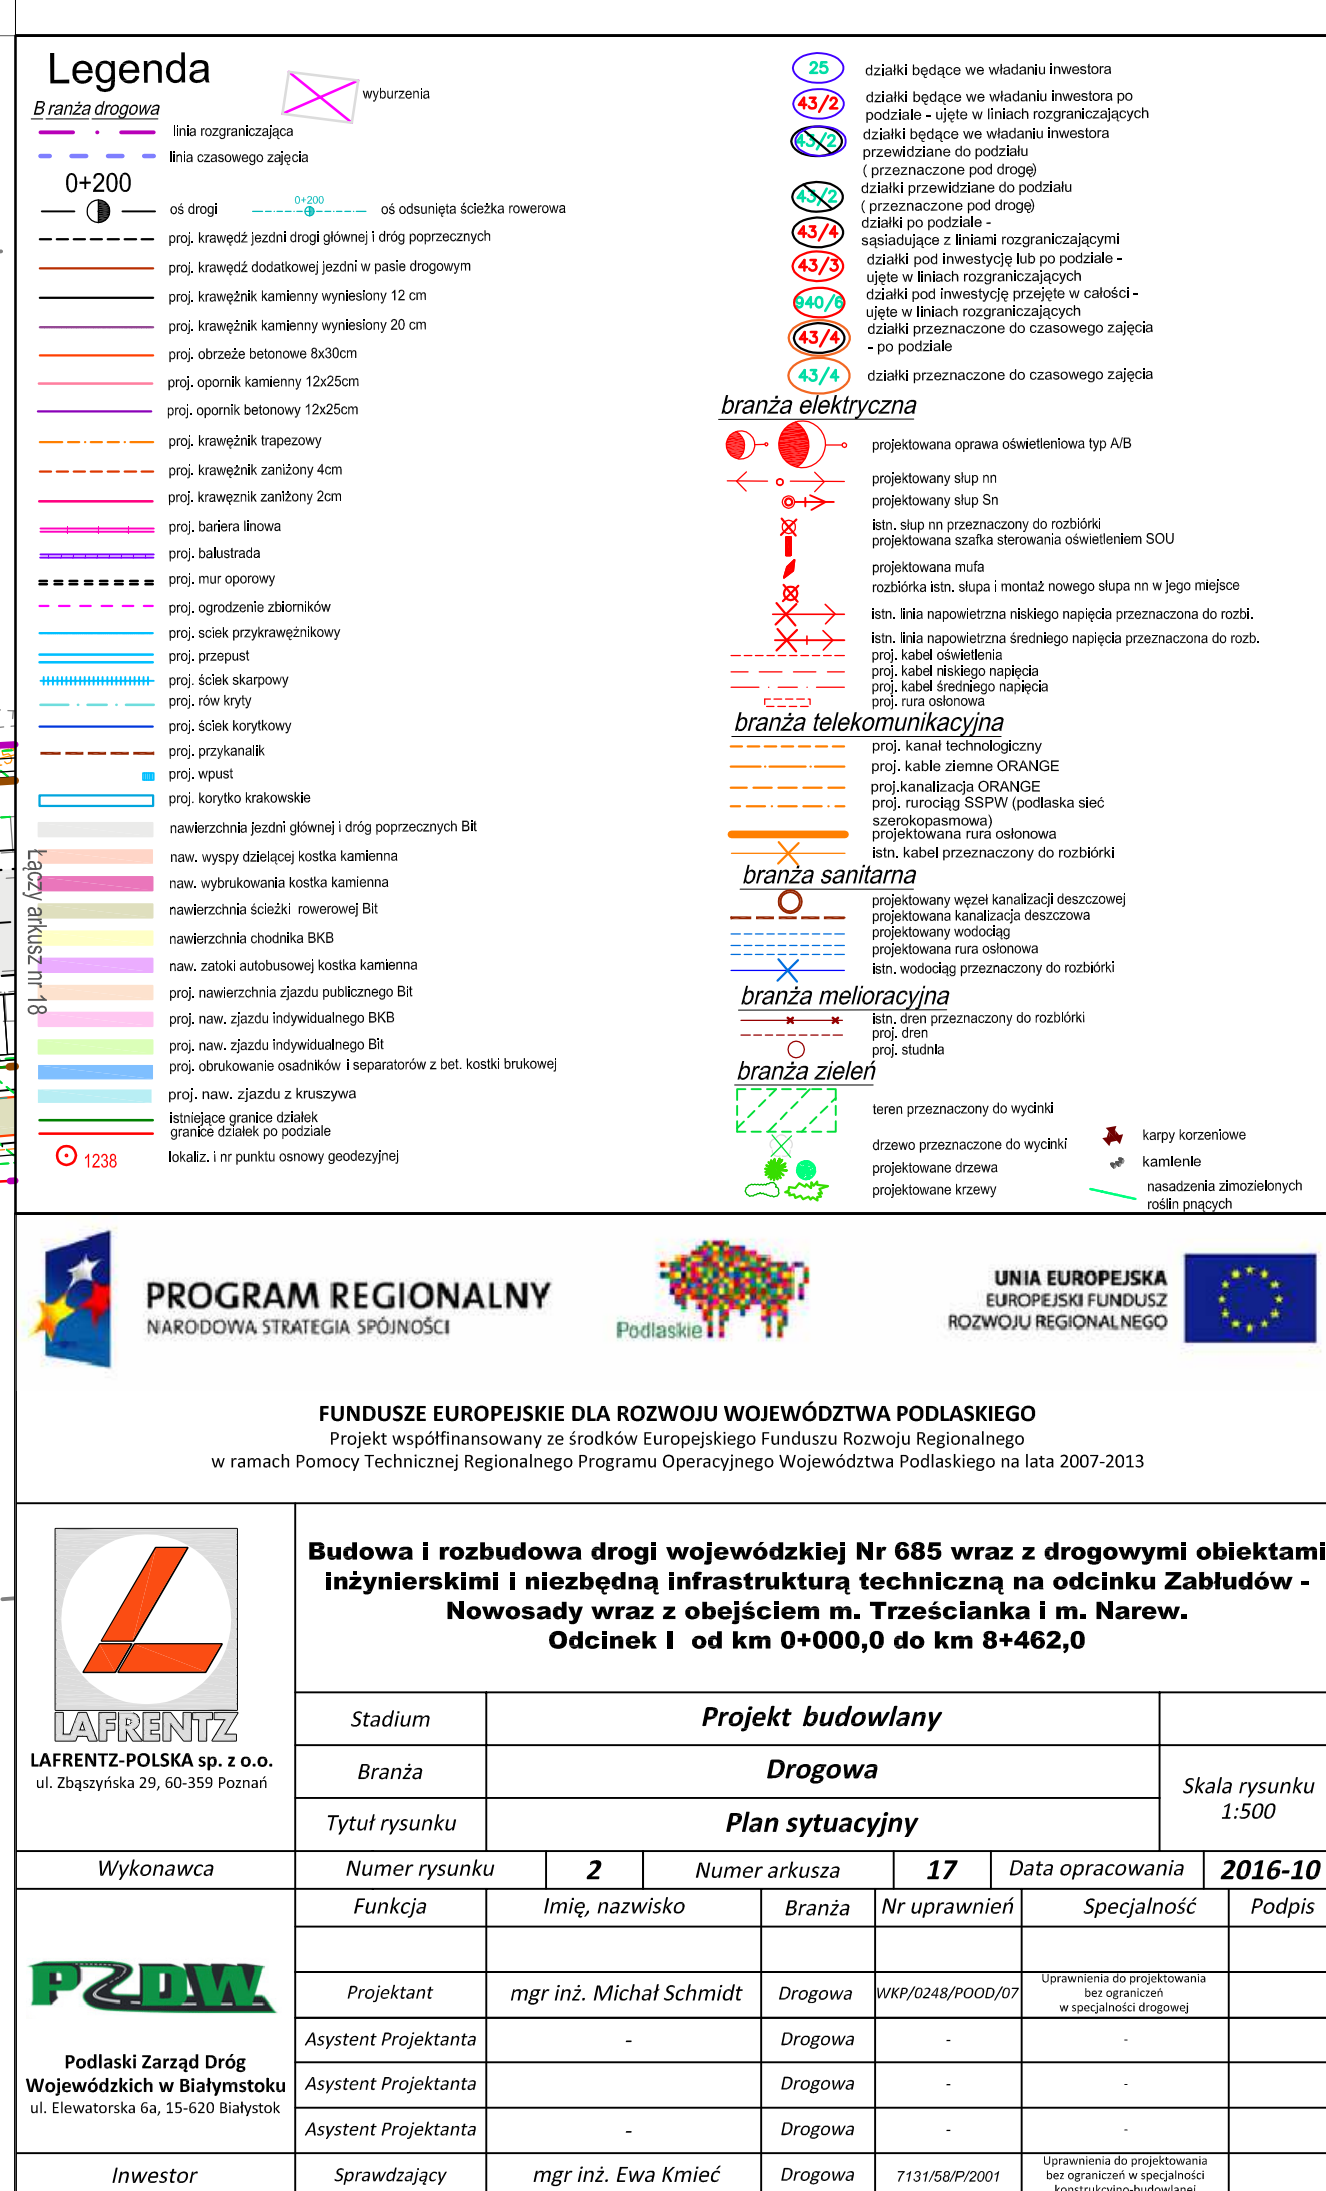 Legenda
Branża drogowa
wyburzenia
linia rozgraniczająca
linia czasowego zajęcia
0+200
oś drogi
0+200
oś odsunięta ścieżka rowerowa
proj. krawędź jezdni drogi głównej i dróg poprzecznych
proj. krawędź dodatkowej jezdni w pasie drogowym
proj. krawężnik kamienny wyniesiony 12 cm
proj. krawężnik kamienny wyniesiony 20 cm
proj. obrzeże betonowe 8x30cm
proj. opornik kamienny 12x25cm
proj. opornik betonowy 12x25cm
proj. krawężnik trapezowy
proj. krawężnik zaniżony 4cm
proj. krawęznik zaniżony 2cm
proj. bariera linowa
proj. balustrada
proj. mur oporowy
proj. ogrodzenie zbiorników
proj. sciek przykrawężnikowy
proj. przepust
proj. ściek skarpowy
proj. rów kryty
proj. ściek korytkowy
proj. przykanalik
proj. wpust
proj. korytko krakowskie
nawierzchnia jezdni głównej i dróg poprzecznych Bit
naw. wyspy dzielącej kostka kamienna
naw. wybrukowania kostka kamienna
nawierzchnia ścieżki rowerowej Bit
nawierzchnia chodnika BKB
naw. zatoki autobusowej kostka kamienna
proj. nawierzchnia zjazdu publicznego Bit
proj. naw. zjazdu indywidualnego BKB
proj. naw. zjazdu indywidualnego Bit
proj. obrukowanie osadników i separatorów z bet. kostki brukowej
proj. naw. zjazdu z kruszywa
istniejące granice działek
granice działek po podziale
1238
lokaliz. i nr punktu osnowy geodezyjnej
Łączy arkusz nr 18
25
działki będące we władaniu inwestora
43/2
działki będące we władaniu inwestora po
podziale - ujęte w liniach rozgraniczających
43/2
działki będące we władaniu inwestora
przewidziane do podziału
( przeznaczone pod drogę)
43/2
działki przewidziane do podziału
( przeznaczone pod drogę)
43/4
działki po podziale -
sąsiadujące z liniami rozgraniczającymi
43/3
działki pod inwestycję lub po podziale -
ujęte w liniach rozgraniczających
940/6
działki pod inwestycję przejęte w całości -
ujęte w liniach rozgraniczających
43/4
działki przeznaczone do czasowego zajęcia
- po podziale
43/4
działki przeznaczone do czasowego zajęcia
branża elektryczna
projektowana oprawa oświetleniowa typ A/B
projektowany słup nn
projektowany słup Sn
istn. słup nn przeznaczony do rozbiórki
projektowana szafka sterowania oświetleniem SOU
projektowana mufa
rozbiórka istn. słupa i montaż nowego słupa nn w jego miejsce
istn. linia napowietrzna niskiego napięcia przeznaczona do rozbi.
istn. linia napowietrzna średniego napięcia przeznaczona do rozb.
proj. kabel oświetlenia
proj. kabel niskiego napięcia
proj. kabel średniego napięcia
proj. rura osłonowa
branża telekomunikacyjna
proj. kanał technologiczny
proj. kable ziemne ORANGE
proj.kanalizacja ORANGE
proj. rurociąg SSPW (podlaska sieć
szerokopasmowa)
projektowana rura osłonowa
istn. kabel przeznaczony do rozbiórki
branża sanitarna
projektowany węzeł kanalizacji deszczowej
projektowana kanalizacja deszczowa
projektowany wodociąg
projektowana rura osłonowa
istn. wodociąg przeznaczony do rozbiórki
branża melioracyjna
istn. dren przeznaczony do rozbiórki
proj. dren
proj. studnia
branża zieleń
teren przeznaczony do wycinki
drzewo przeznaczone do wycinki
projektowane drzewa
projektowane krzewy
karpy korzeniowe
kamienie
nasadzenia zimozielonych
roślin pnących
PROGRAM REGIONALNY
NARODOWA STRATEGIA SPÓJNOŚCI
Podlaskie
UNIA EUROPEJSKA
EUROPEJSKI FUNDUSZ
ROZWOJU REGIONALNEGO
FUNDUSZE EUROPEJSKIE DLA ROZWOJU WOJEWÓDZTWA PODLASKIEGO
Projekt współfinansowany ze środków Europejskiego Funduszu Rozwoju Regionalnego
w ramach Pomocy Technicznej Regionalnego Programu Operacyjnego Województwa Podlaskiego na lata 2007-2013
LAFRENTZ
LAFRENTZ-POLSKA sp. z o.o.
ul. Zbąszyńska 29, 60-359 Poznań
Budowa i rozbudowa drogi wojewódzkiej Nr 685 wraz z drogowymi obiektami
inżynierskimi i niezbędną infrastrukturą techniczną na odcinku Zabłudów -
Nowosady wraz z obejściem m. Trześcianka i m. Narew.
Odcinek I od km 0+000,0 do km 8+462,0
Stadium
Projekt budowlany
Branża
Drogowa
Skala rysunku
1:500
Tytuł rysunku
Plan sytuacyjny
Wykonawca
Numer rysunku
2
Numer arkusza
17
Data opracowania
2016-10
Funkcja
Imię, nazwisko
Branża
Nr uprawnień
Specjalność
Podpis
PZDW
Podlaski Zarząd Dróg
Wojewódzkich w Białymstoku
ul. Elewatorska 6a, 15-620 Białystok
Projektant
mgr inż. Michał Schmidt
Drogowa
WKP/0248/POOD/07
Uprawnienia do projektowania
bez ograniczeń
w specjalności drogowej
Asystent Projektanta
-
Drogowa
-
-
Asystent Projektanta
Drogowa
-
-
Asystent Projektanta
-
Drogowa
-
-
Inwestor
Sprawdzający
mgr inż. Ewa Kmieć
Drogowa
7131/58/P/2001
Uprawnienia do projektowania
bez ograniczeń w specjalności
konstrukcyjno-budowlanej